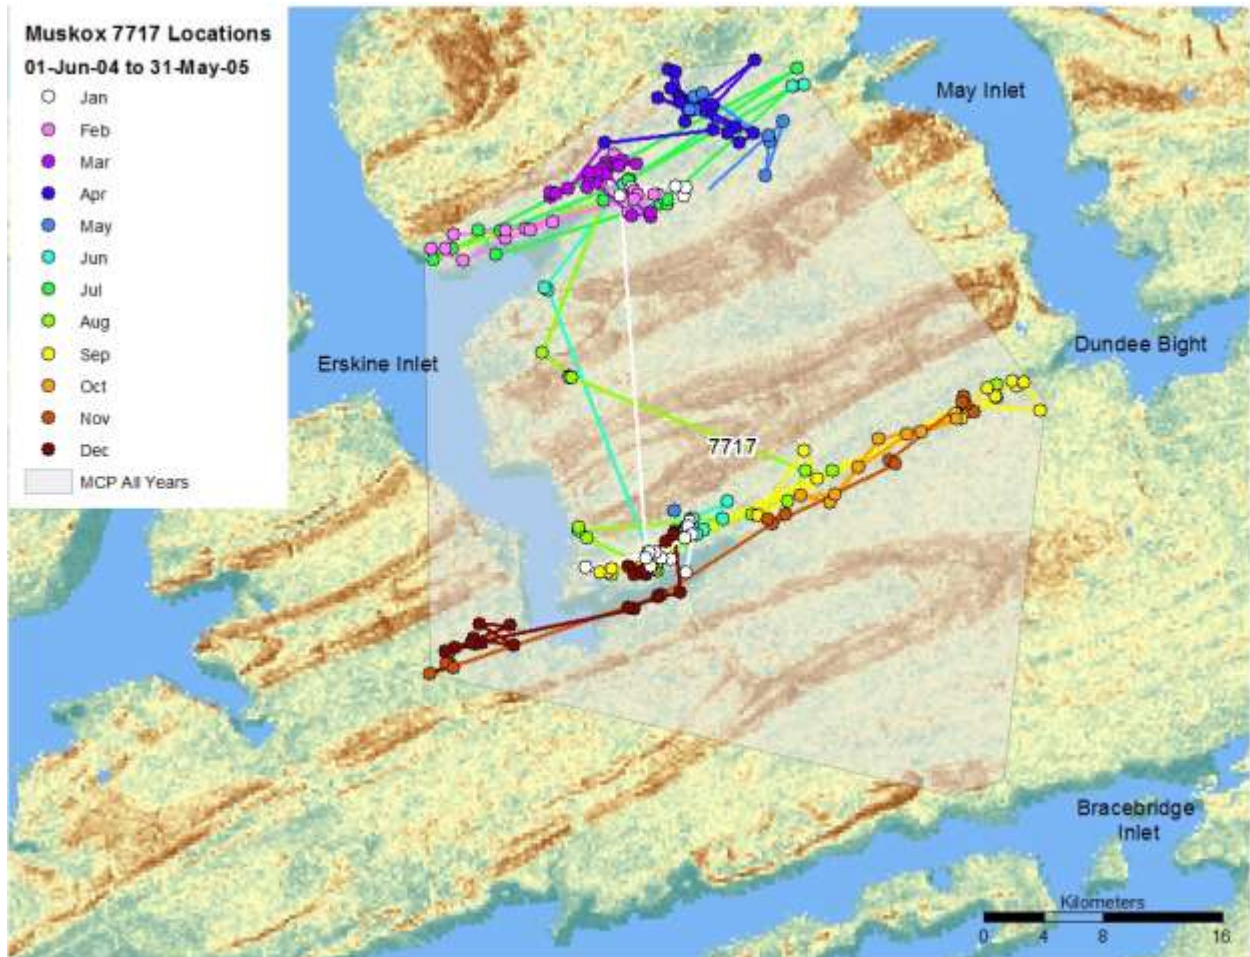 Muskox 7717 Locations
01-Jun-04 to 31-May-05
Jan
Feb
Mar
Apr
May
Jun
Jul
Aug
Sep
Oct
Nov
Dec
MCP All Years
May Inlet
Dundee Bight
Erskine Inlet
7717
Bracebridge
Inlet
Kilometers
0 4 8 16